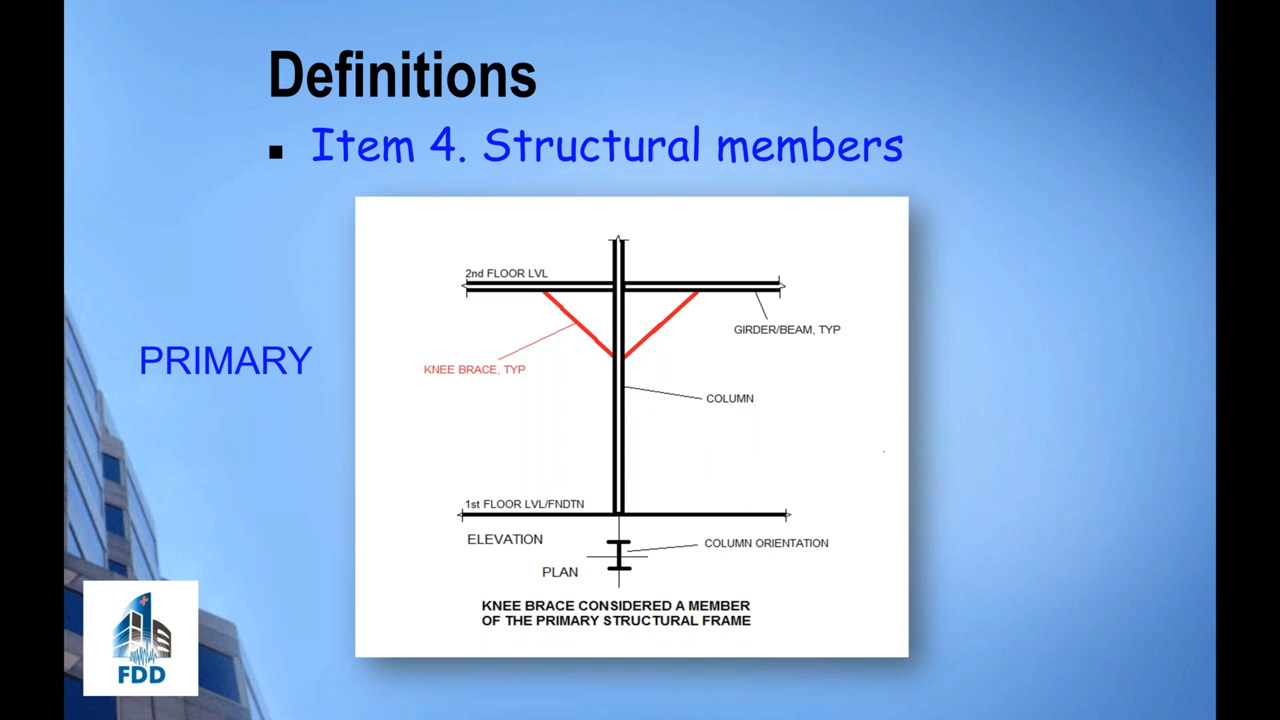 Definitions
▪ Item 4. Structural members
PRIMARY
2nd FLOOR LVL
GIRDER/BEAM, TYP
KNEE BRACE, TYP
COLUMN
1st FLOOR LVL/FNDTN
ELEVATION
COLUMN ORIENTATION
PLAN
KNEE BRACE CONSIDERED A MEMBER
OF THE PRIMARY STRUCTURAL FRAME
FDD